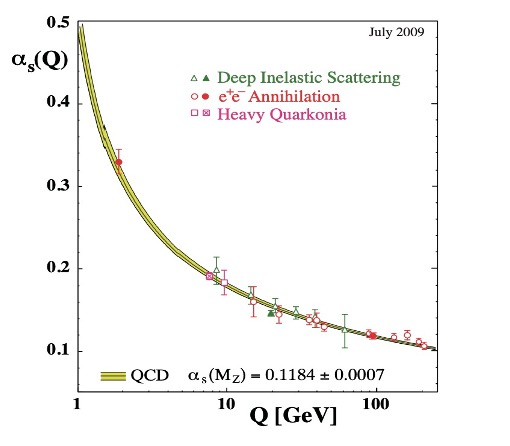 0.5
July 2009
αs(Q)
0.4
Deep Inelastic Scattering
e⁺e⁻ Annihilation
Heavy Quarkonia
0.3
0.2
0.1
QCD αs(MZ) = 0.1184 ± 0.0007
1 10 100
Q [GeV]